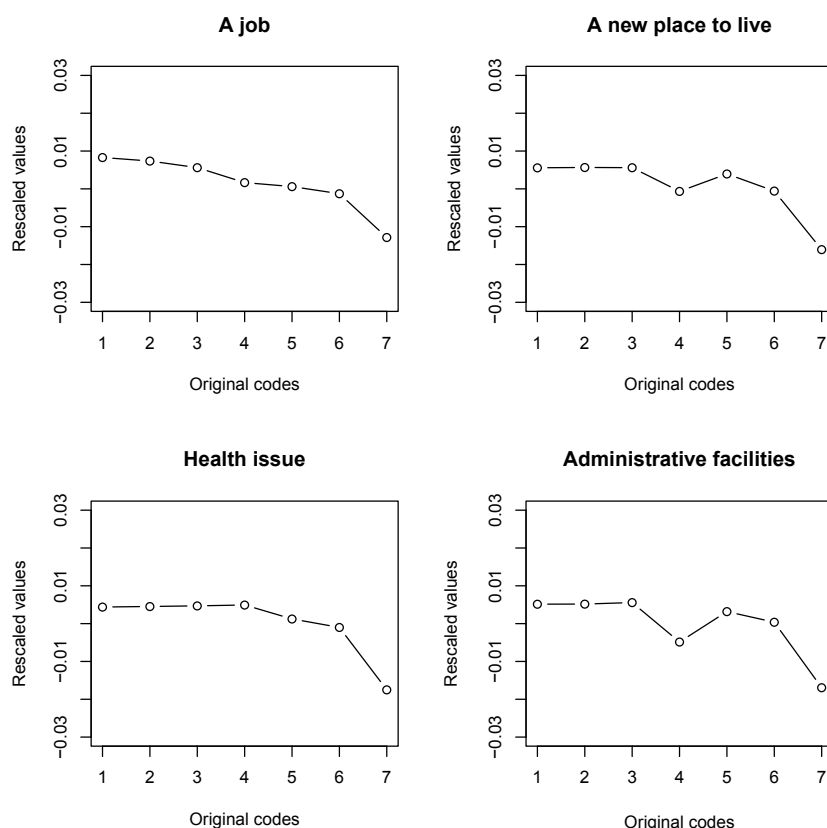 A job
Rescaled values
0.03
0.01
−0.01
−0.03
1 2 3 4 5 6 7
Original codes
A new place to live
Rescaled values
0.03
0.01
−0.01
−0.03
1 2 3 4 5 6 7
Original codes
Health issue
Rescaled values
0.03
0.01
−0.01
−0.03
1 2 3 4 5 6 7
Original codes
Administrative facilities
Rescaled values
0.03
0.01
−0.01
−0.03
1 2 3 4 5 6 7
Original codes